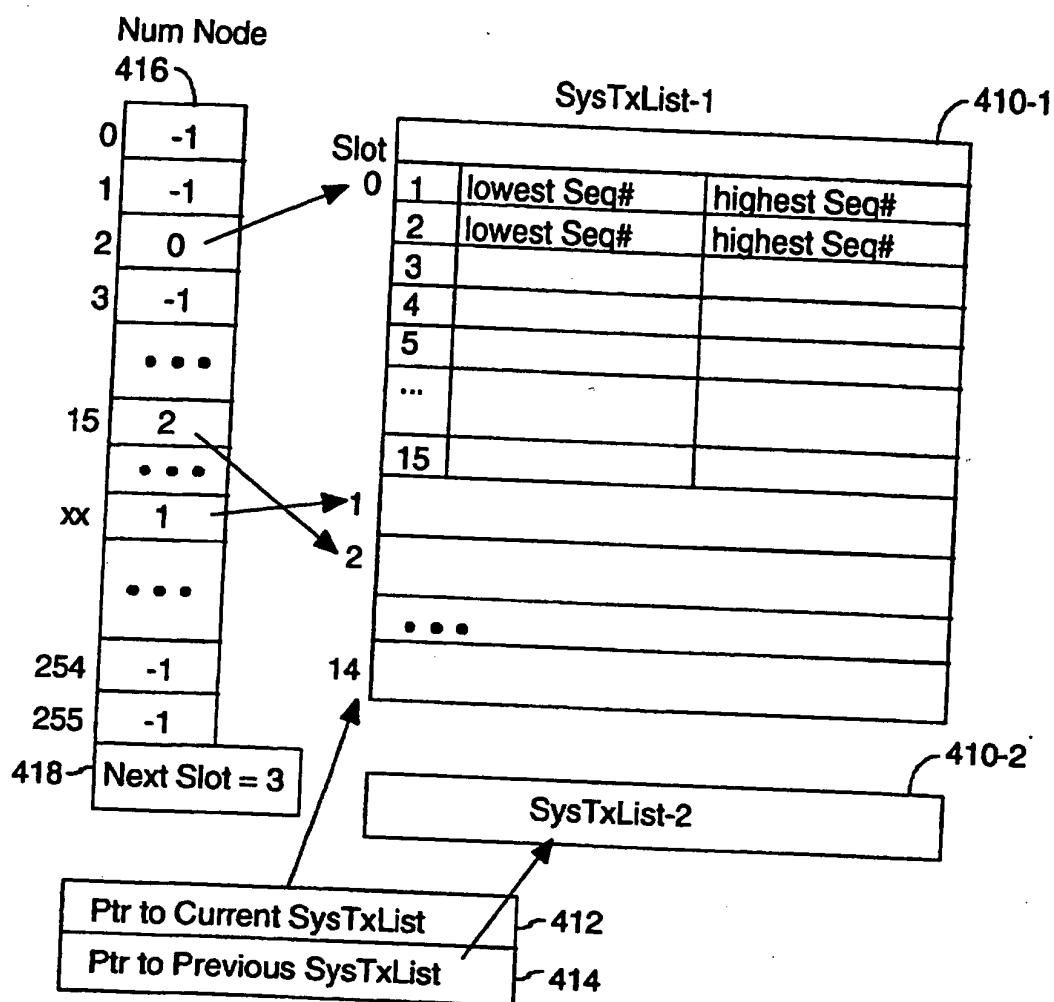 Num Node
416
0 -1
1 -1
2 0
3 -1
•••
15 2
•••
xx 1
•••
254 -1
255 -1
418 Next Slot = 3
SysTxList-1
410-1
Slot
0 1 lowest Seq# highest Seq#
2 lowest Seq# highest Seq#
3
4
5
...
15
1
2
•••
14
410-2
SysTxList-2
Ptr to Current SysTxList 412
Ptr to Previous SysTxList 414